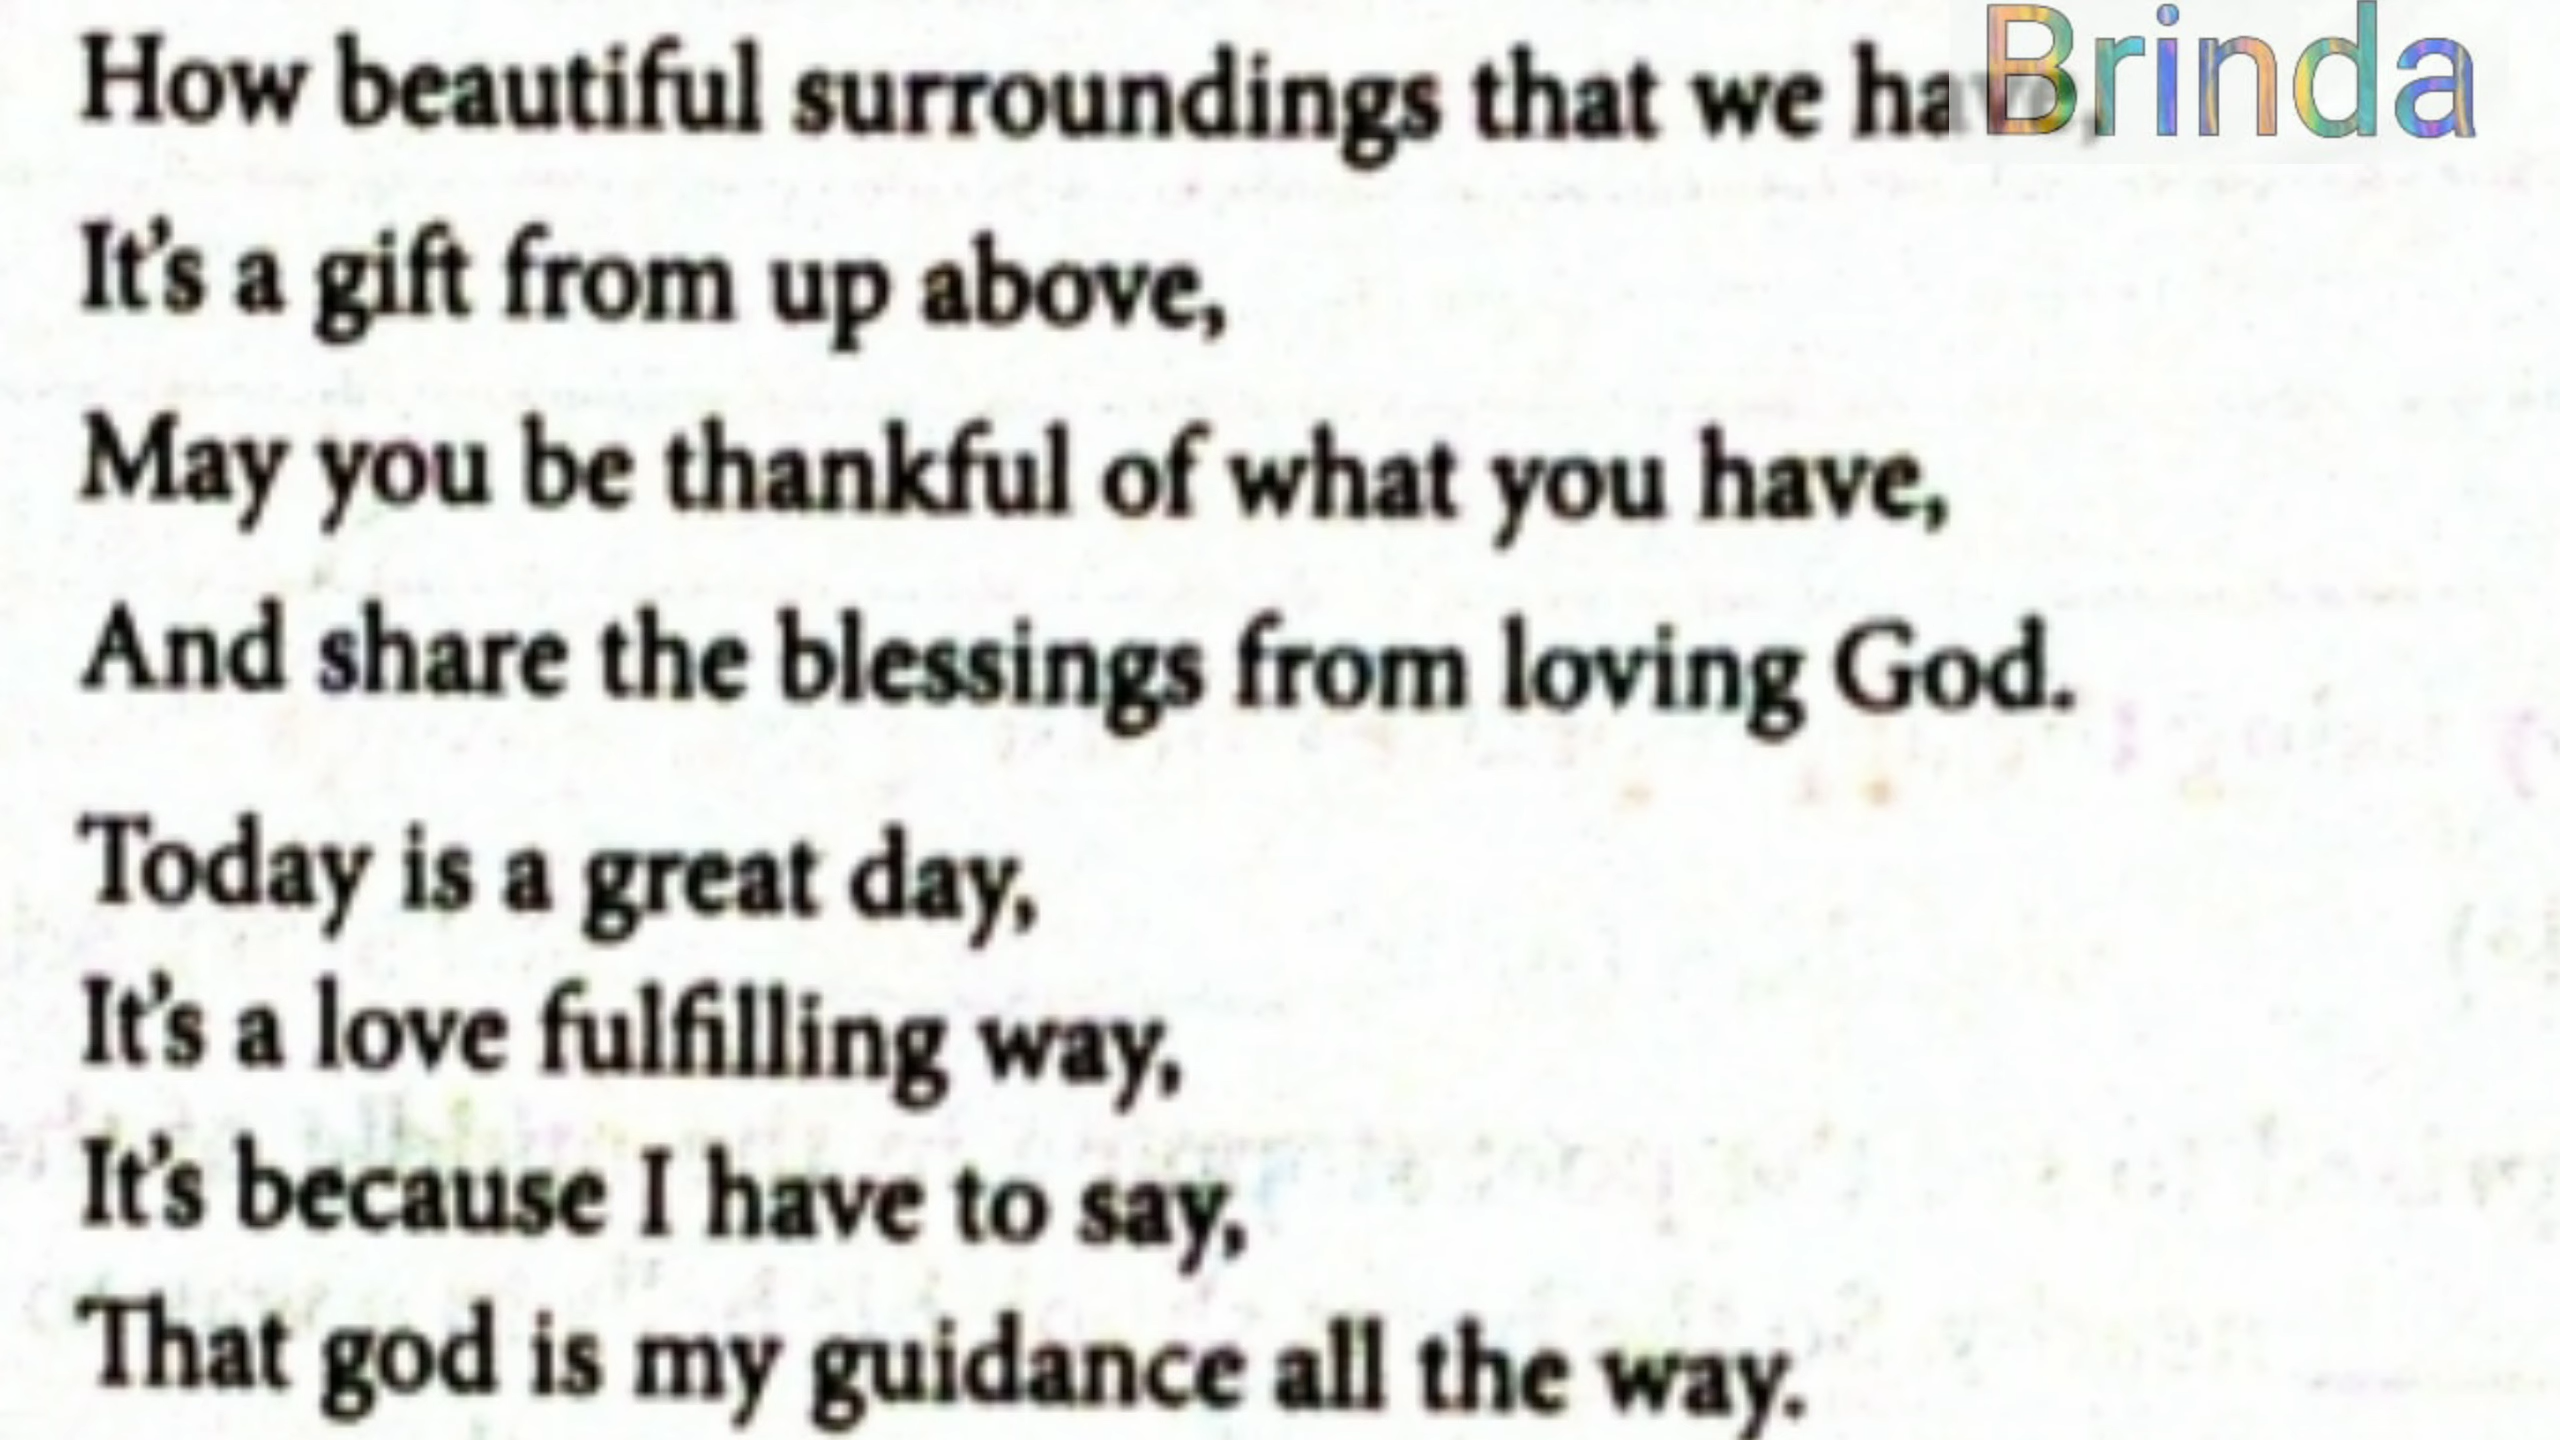 How beautiful surroundings that we have,
Brinda
It's a gift from up above,
May you be thankful of what you have,
And share the blessings from loving God.
Today is a great day,
It's a love fulfilling way,
It's because I have to say,
That god is my guidance all the way.